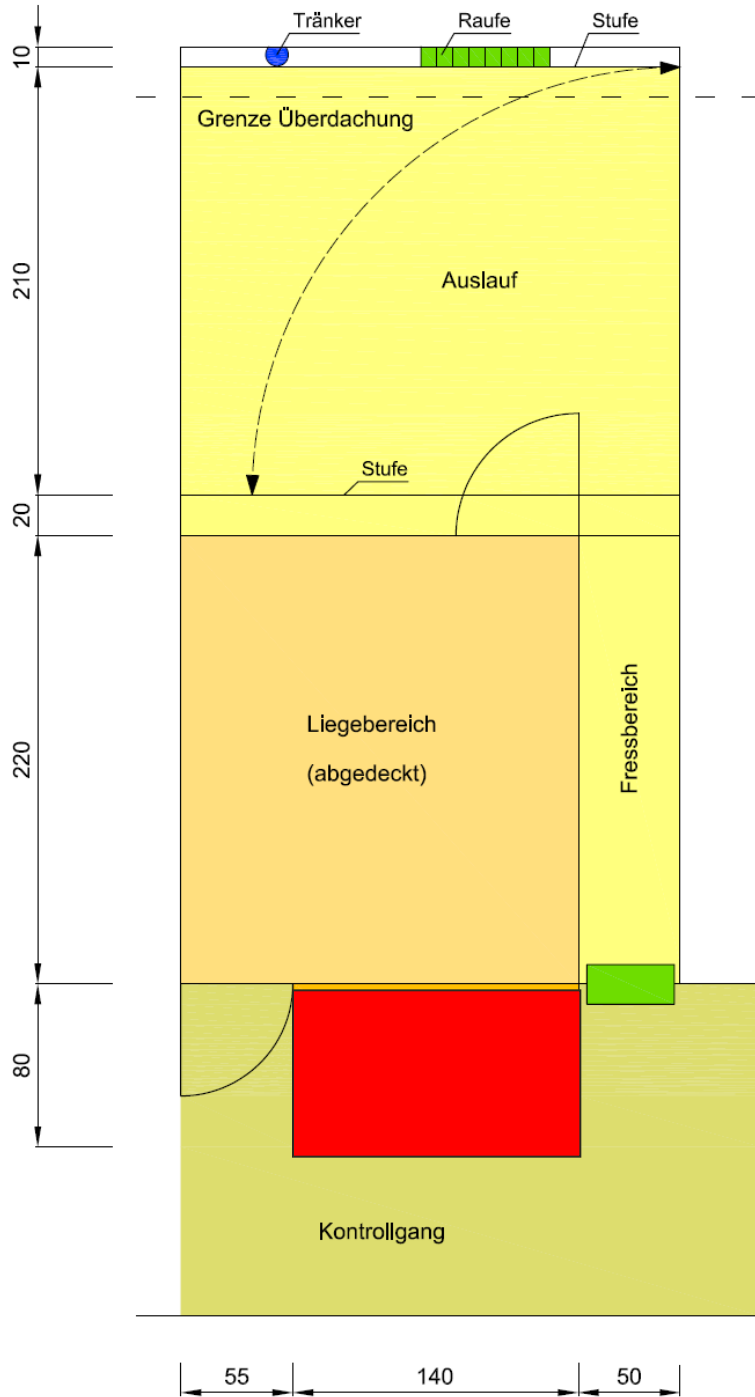 Tränker
Raufe
Stufe
10
Grenze Überdachung
210
Auslauf
Stufe
20
Liegebereich
(abgedeckt)
Fressbereich
220
80
Kontrollgang
55
140
50